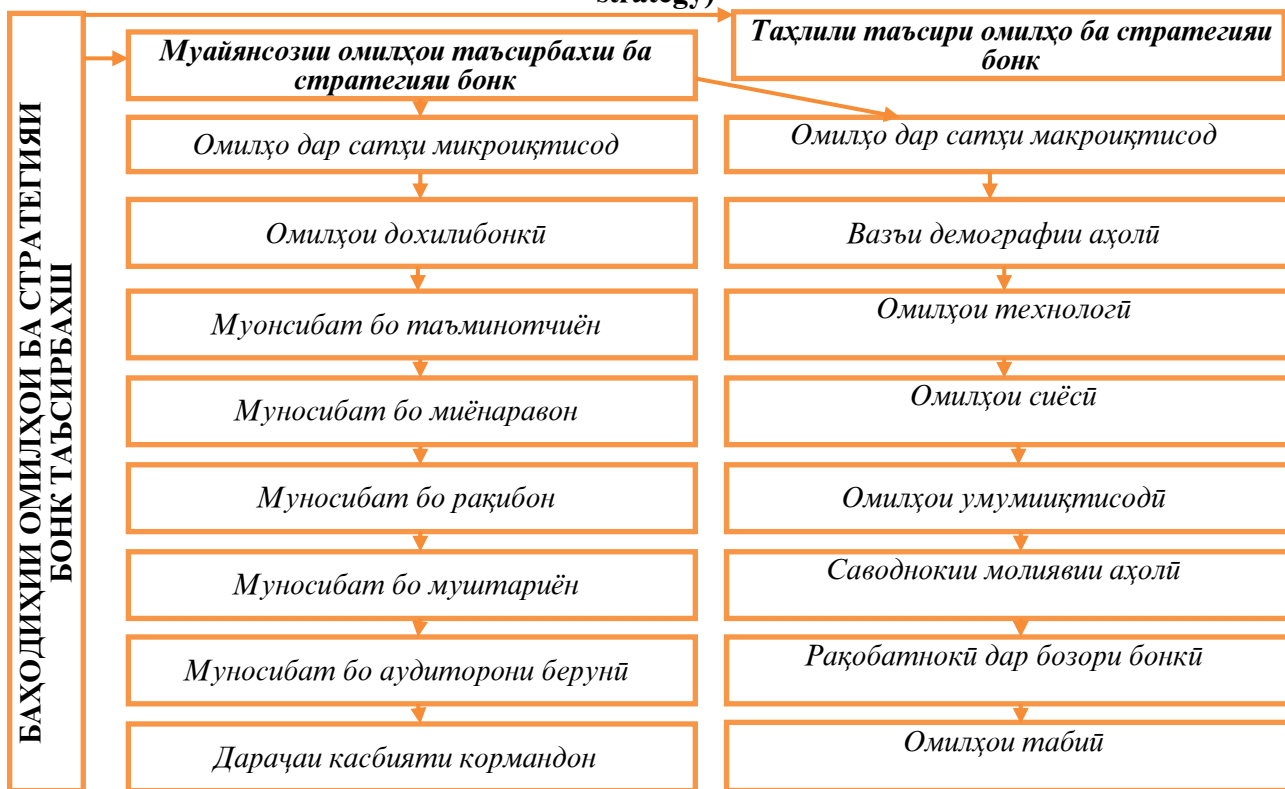 strategy)
БАҲОДИҲИИ ОМИЛҲОИ БА СТРАТЕГИЯИ
БОНК ТАЪСИРБАХШ
Муайянсозии омилҳои таъсирбахш ба
стратегияи бонк
Таҳлили таъсири омилҳо ба стратегияи
бонк
Омилҳо дар сатҳи микроиқтисод
Омилҳои дохилибонкӣ
Муонсибат бо таъминотчиён
Муносибат бо миёнаравон
Муносибат бо рақибон
Муносибат бо муштариён
Муносибат бо аудиторони берунӣ
Дараҷаи касбияти кормандон
Омилҳо дар сатҳи макроиқтисод
Вазъи демографии аҳолӣ
Омилҳои технологӣ
Омилҳои сиёсӣ
Омилҳои умумииқтисодӣ
Саводнокии молиявии аҳолӣ
Рақобатнокӣ дар бозори бонкӣ
Омилҳои табиӣ